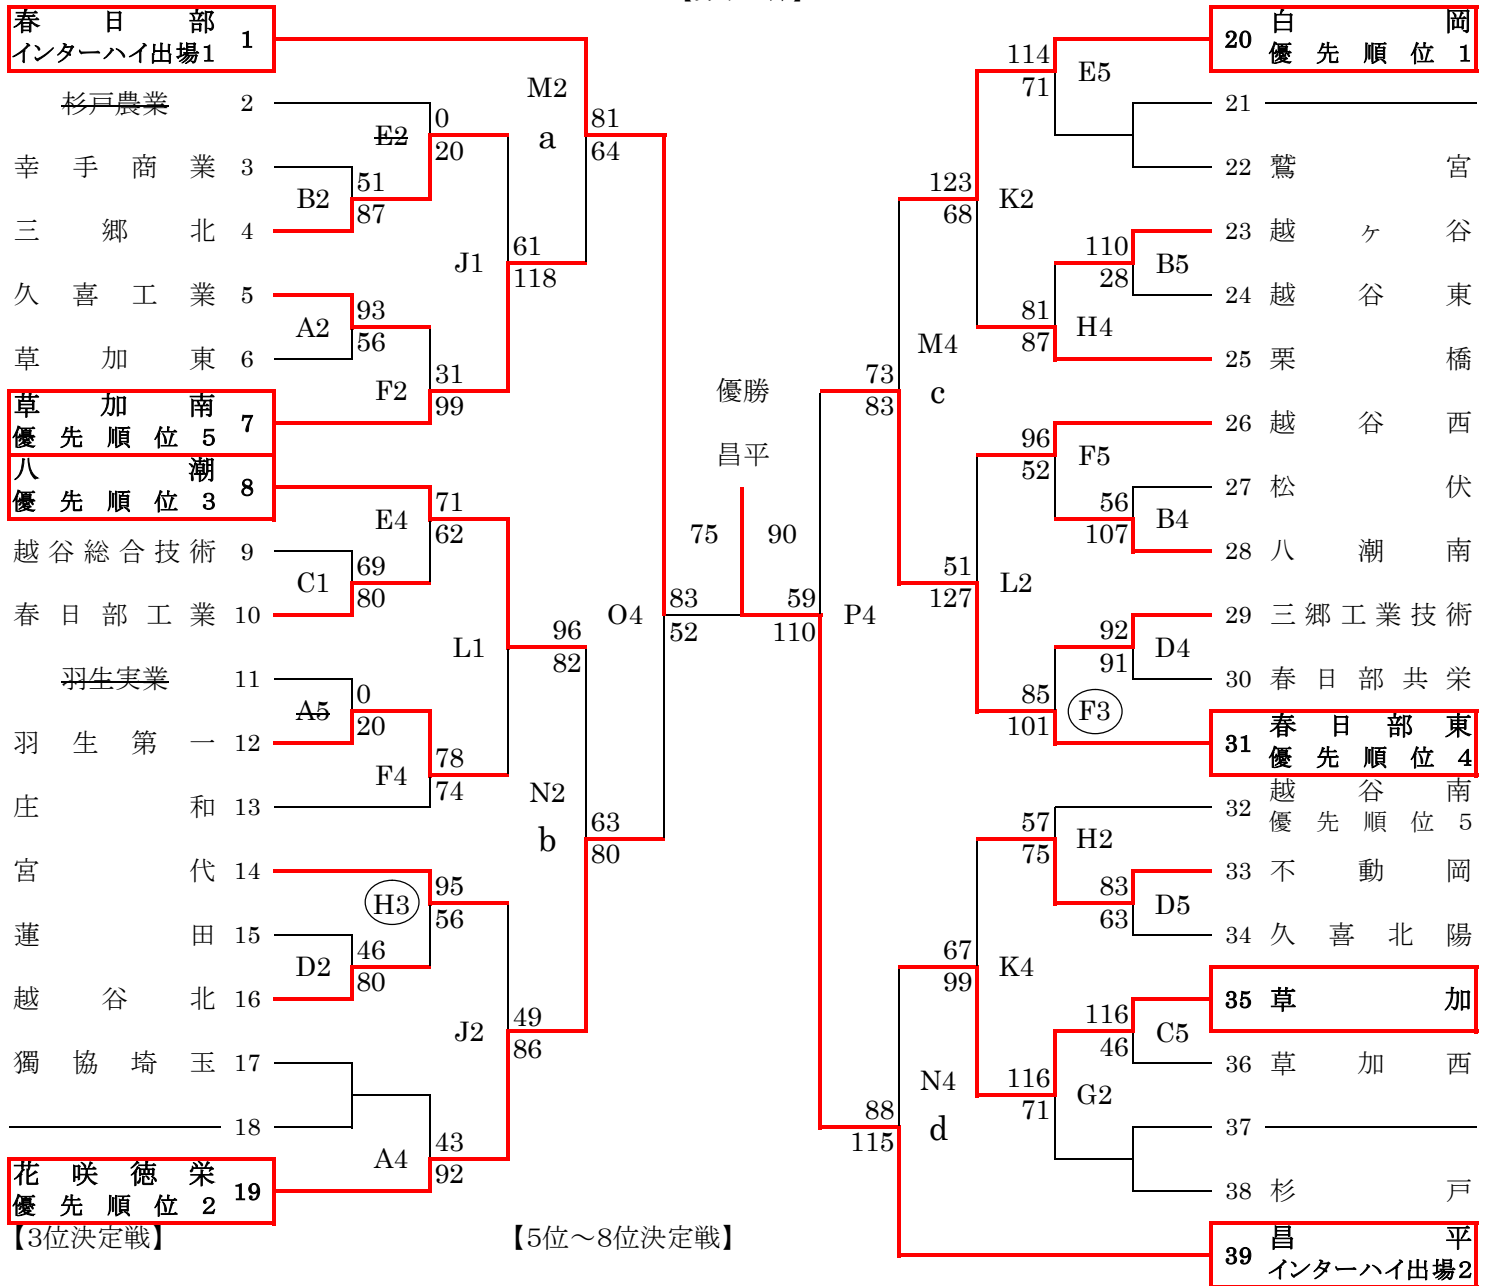 春日部
インターハイ出場1 1
杉戸農業 2
幸手商業 3
三郷北 4
久喜工業 5
草加東 6
草加南
優先順位5 7
八潮
優先順位3 8
越谷総合技術 9
春日部工業 10
羽生実業 11
羽生第一 12
庄和 13
宮代 14
蓮田 15
越谷北 16
獨協埼玉 17
18
花咲徳栄
優先順位2 19
【3位決定戦】
E2
0
20
B2
51
87
A2
93
56
F2
31
99
J1
61
118
M2
a
81
64
E4
71
62
C1
69
80
L1
96
82
A5
0
20
F4
78
74
N2
b
63
80
H3
95
56
D2
46
80
J2
49
86
A4
43
92
O4
83
52
【5位～8位決定戦】
優勝
昌平
75 90
59
110
P4
73
83
M4
c
123
68
K2
114
71
E5
110
28
B5
81
87
H4
96
52
F5
56
107
B4
51
127
L2
92
91
D4
85
101
F3
57
75
H2
83
63
D5
67
99
K4
116
46
C5
116
71
G2
88
115
N4
d
20 白岡
優先順位1
21
22 鷲宮
23 越ヶ谷
24 越谷東
25 栗橋
26 越谷西
27 松伏
28 八潮南
29 三郷工業技術
30 春日部共栄
31 春日部東
優先順位4
32 越谷南
優先順位5
33 不動岡
34 久喜北陽
35 草加
36 草加西
37
38 杉戸
39 昌平
インターハイ出場2